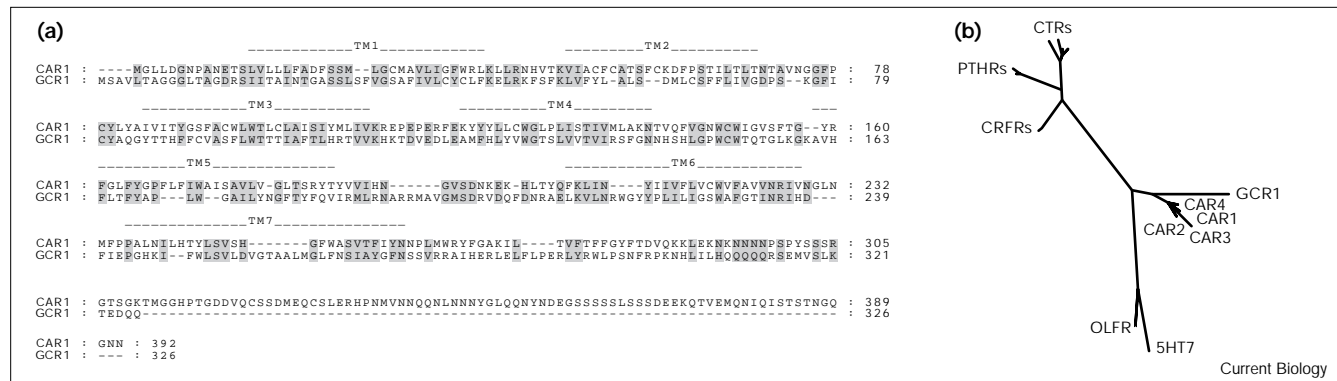 (a)
TM1 TM2
CAR1 : ----MGLLDGNPANETSLVLLLFADFSSM--LGCMAVLIGFWRLKLLRNHVTKVIACFCATSFCKDFPSTILTLTNTAVNGGFP : 78
GCR1 : MSAVLTAGGGLTAGDRSIITAINTGASSLSFVGSAFIVLCYCLFKELRKFSFKLVFYL-ALS--DMLCSFFLIVGDPS--KGFI : 79
TM3 TM4
CAR1 : CYLYAIVITYGSFACWLWTLCLAISIYMLIVKREPEPERFEKYYYLLCWGLPLISTIVMLAKNTVQFVGNWCWIGVSFTG--YR : 160
GCR1 : CYAQGYTTHFFCVASFLWTTTIAFTLHRTVVKHKTDVEDLEAMFHLYVWGTSLVVTVIRSFGNNHSHLGPWCWTQTGLKGKAVH : 163
TM5 TM6
CAR1 : FGLFYGPFLFIWAISAVLV-GLTSRYTYVVIHN------GVSDNKEK-HLTYQFKLIN----YIIVFLVCWVFAVVNRIVNGLN : 232
GCR1 : FLTFYAP---LW--GAILYNGFTYFQVIRMLRNARRMAVGMSDRVDQFDNRAELKVLNRWGYYPLILIGSWAFGTINRIHD--- : 239
TM7
CAR1 : MFPPALNILHTYLSVSH-------GFWASVTFIYNNPLMWRYFGAKIL---TVFTFFGYFTDVQKKLEKNKNNNNPSPYSSSR : 305
GCR1 : FIEPGHKI--FWLSVLDVGTAALMGLFNSIAYGFNSSVRRAIHERLELFLPERLYRWLPSNFRPKNHLILHQQQQQRSEMVSLK : 321
CAR1 : GTSGKTMGGHPTGDDVQCSSDMEQCSLERHPNMVNNQQNLNNNYGLQQNYNDEGSSSSSLSSSDEEKQTVEMQNIQISTSTNGQ : 389
GCR1 : TEDQQ------------------------------------------------------------------------------- : 326
CAR1 : GNN : 392
GCR1 : --- : 326
(b)
CTRs
PTHRs
CRFRs
GCR1
CAR4
CAR1
CAR2
CAR3
OLFR
5HT7
Current Biology